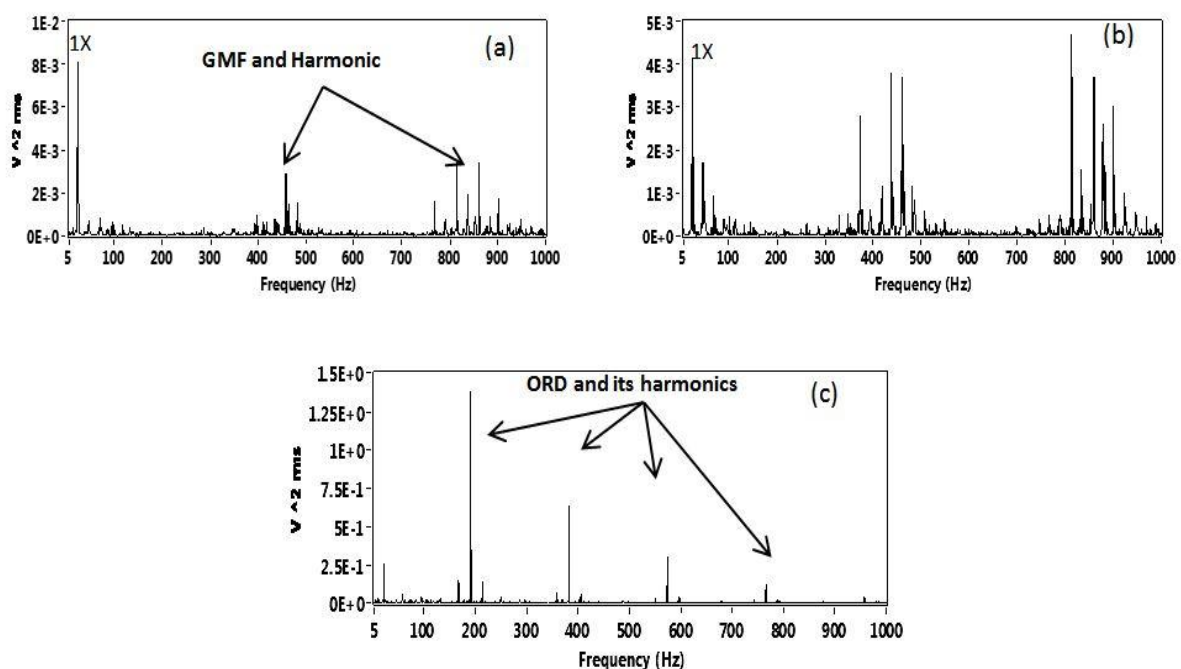 (a)
1E-2
8E-3
6E-3
4E-3
2E-3
0E+0
V ^2 rms
1X
GMF and Harmonic
5 100 200 300 400 500 600 700 800 900 1000
Frequency (Hz)
(b)
5E-3
4E-3
3E-3
2E-3
1E-3
0E+0
V ^2 rms
1X
5 100 200 300 400 500 600 700 800 900 1000
Frequency (Hz)
(c)
1.5E+0
1.25E+0
1E+0
7.5E-1
5E-1
2.5E-1
0E+0
V ^2 ms
ORD and its harmonics
5 100 200 300 400 500 600 700 800 900 1000
Frequency (Hz)